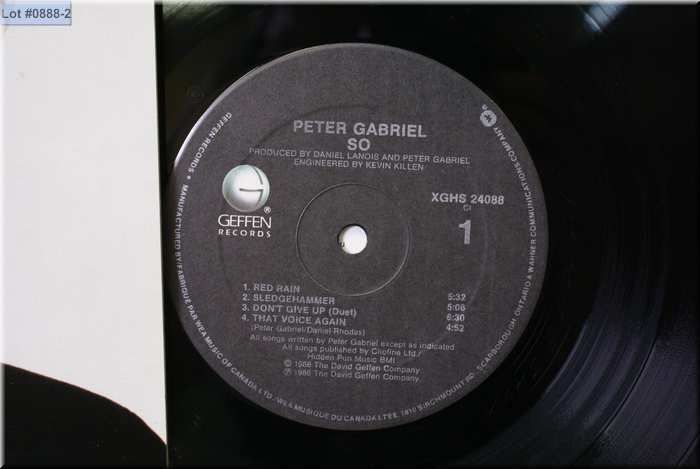 Lot #0888-2
PETER GABRIEL
SO
PRODUCED BY DANIEL LANOIS AND PETER GABRIEL
ENGINEERED BY KEVIN KILLEN
GEFFEN
RECORDS
XGHS 24088
1
1. RED RAIN
5:32
2. SLEDGEHAMMER
5:06
3. DON'T GIVE UP (Duet)
6:30
4. THAT VOICE AGAIN
4:52
(Peter Gabriel/Daniel Rhodas)
All songs written by Peter Gabriel except as indicated
All songs published by Cliofine Ltd./
Hidden Pun Music BMI
© 1986 The David Geffen Company
℗ 1986 The David Geffen Company
GEFFEN RECORDS • MANUFACTURED BY/FABRIQUÉ PAR WEA MUSIC OF CANADA LTD./WEA MUSIQUE DU CANADA LTEE. 1810 BIRCHMOUNT RD. SCARBOROUGH, ONTARIO A WARNER COMMUNICATIONS COMPANY